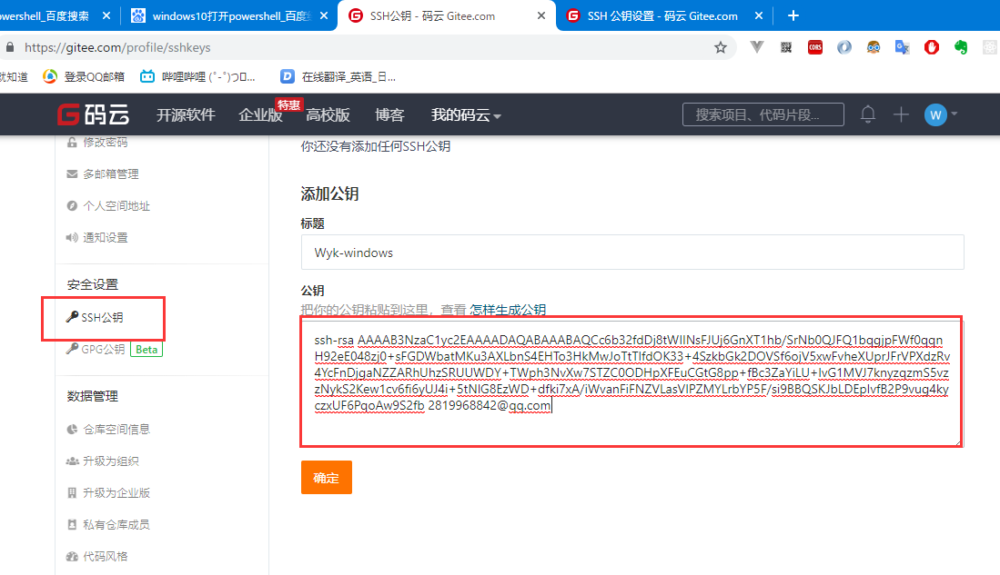 owershell_百度搜索
windows10打开powershell_百度
SSH公钥 - 码云 Gitee.com
SSH 公钥设置 - 码云 Gitee.com
https://gitee.com/profile/sshkeys
CORS
就知道
登录QQ邮箱
哔哩哔哩 (゜-゜)つロ...
在线翻译_英语_日...
码云
开源软件
企业版
特惠
高校版
博客
我的码云
搜索项目、代码片段...
W
修改密码
多邮箱管理
个人空间地址
通知设置
安全设置
SSH公钥
GPG公钥 Beta
数据管理
仓库空间信息
升级为组织
升级为企业版
私有仓库成员
代码风格
你还没有添加任何SSH公钥
添加公钥
标题
Wyk-windows
公钥
把你的公钥粘贴到这里，查看 怎样生成公钥
ssh-rsa AAAAB3NzaC1yc2EAAAADAQABAAABAQCc6b32fdDj8tWIINsFJUj6GnXT1hb/SrNb0QJFQ1bqgjpFWf0qgn
H92eE048zj0+sFGDWbatMKu3AXLbnS4EHTo3HkMwJoTtTIfdOK33+4SzkbGk2DOVSf6ojV5xwFvheXUprJFrVPXdzRv
4YcFnDjgaNZZARhUhzSRUUWDY+TWph3NvXw7STZC0ODHpXFEuCGtG8pp+fBc3ZaYiLU+IvG1MVJ7knyzqzmS5vz
zNykS2Kew1cv6fi6yUJ4i+5tNIG8EzWD+dfki7xA/iWvanFiFNZVLasVIPZMYLrbYP5F/si9BBQSKJbLDEpIvfB2P9vug4ky
czxUF6PqoAw9S2fb 2819968842@qq.com
确定